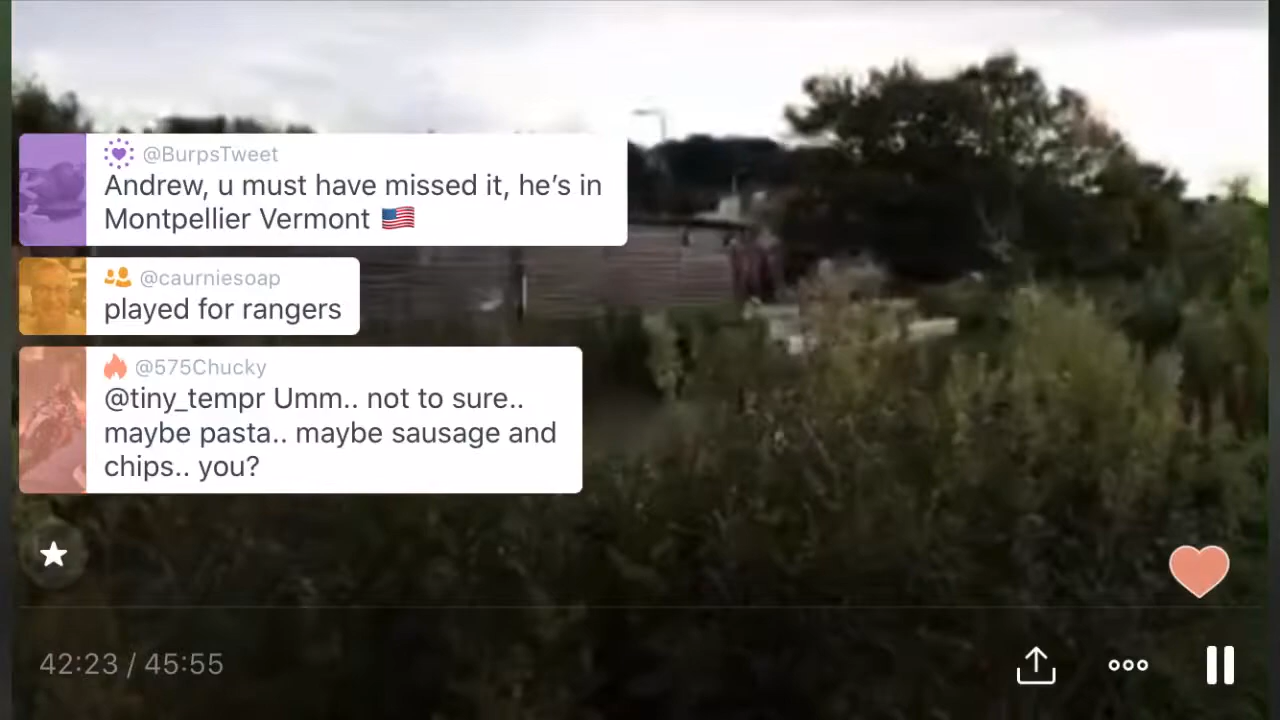 @BurpsTweet
Andrew, u must have missed it, he’s in
Montpellier Vermont 🇺🇸
@caurniesoap
played for rangers
@575Chucky
@tiny_tempr Umm.. not to sure..
maybe pasta.. maybe sausage and
chips.. you?
42:23 / 45:55